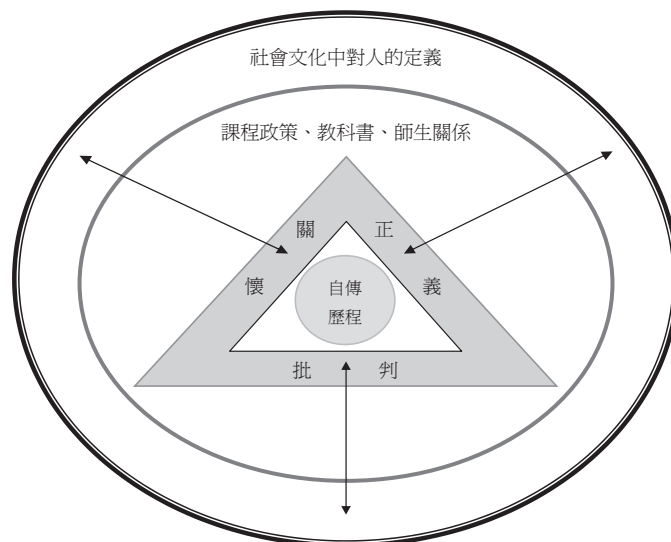 社會文化中對人的定義
課程政策、教科書、師生關係
關懷
正義
自傳
歷程
批判